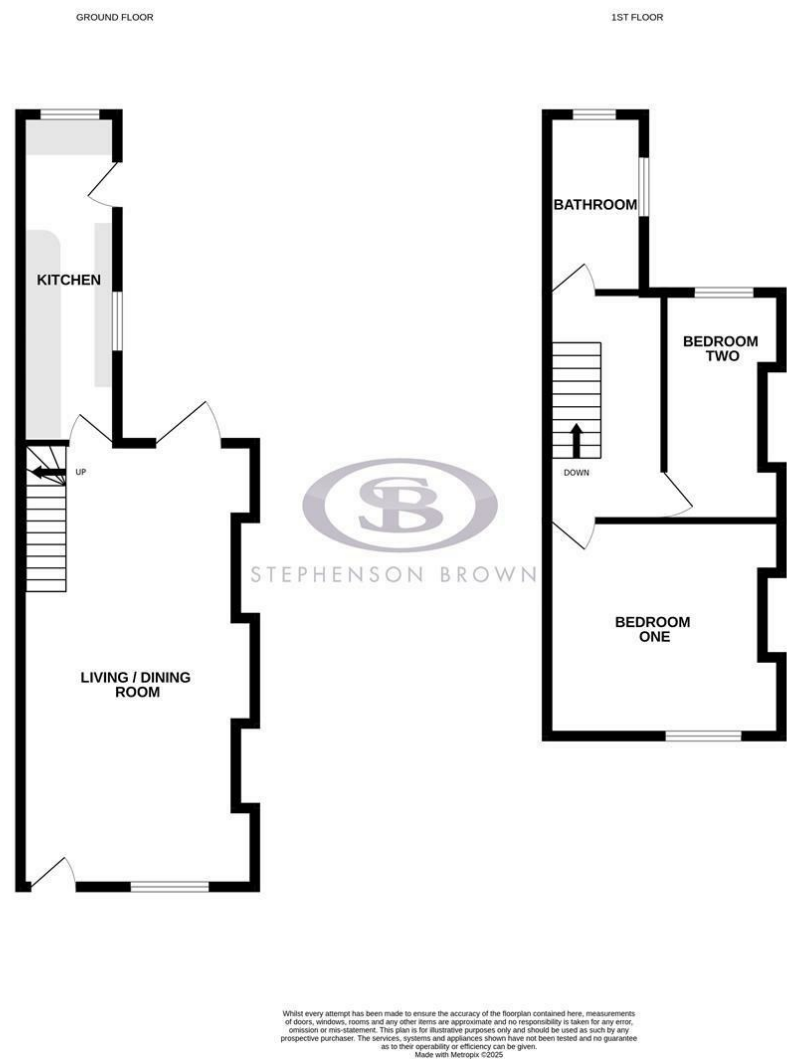 GROUND FLOOR
1ST FLOOR
BATHROOM
KITCHEN
BEDROOM
TWO
UP
DOWN
SB
STEPHENSON BROWN
BEDROOM
ONE
LIVING / DINING
ROOM
Whilst every attempt has been made to ensure the accuracy of the floorplan contained here, measurements
of doors, windows, rooms and any other items are approximate and no responsibility is taken for any error,
omission or mis-statement. This plan is for illustrative purposes only and should be used as such by any
prospective purchaser. The services, systems and appliances shown have not been tested and no guarantee
as to their operability or efficiency can be given.
Made with Metropix ©2025